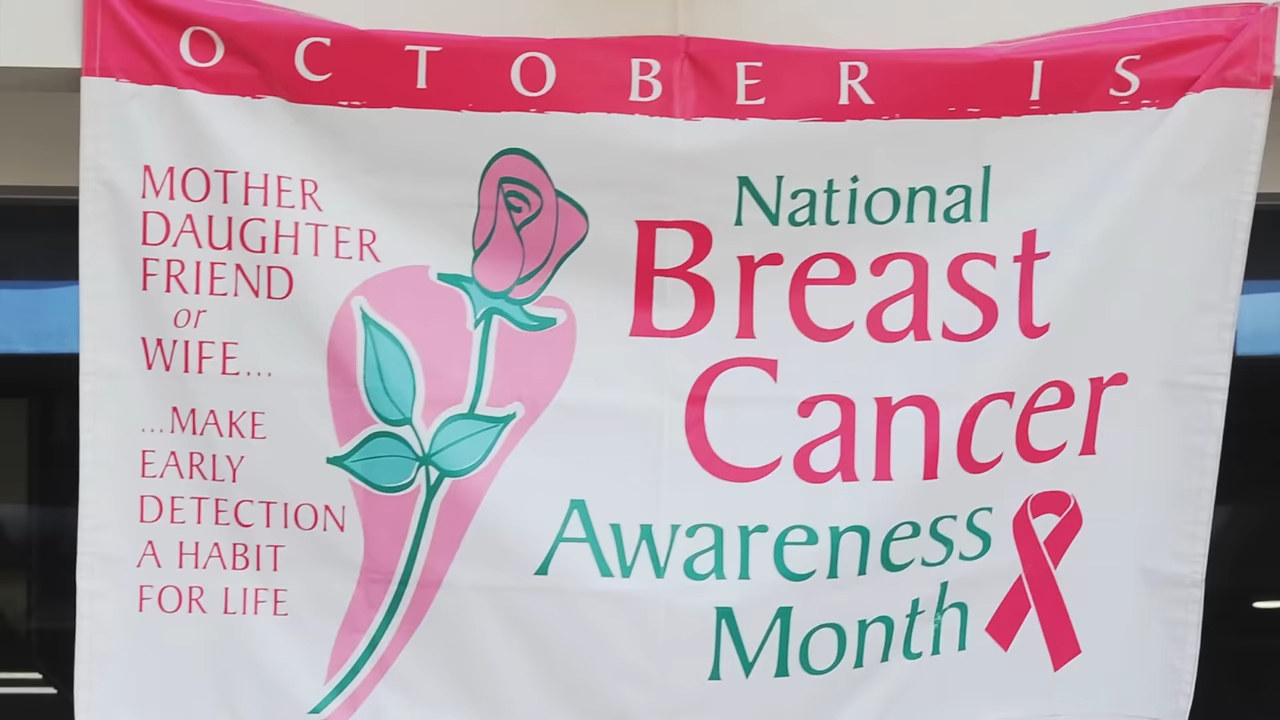 OCTOBER IS
MOTHER
DAUGHTER
FRIEND
or
WIFE...
...MAKE
EARLY
DETECTION
A HABIT
FOR LIFE
National
Breast
Cancer
Awareness
Month